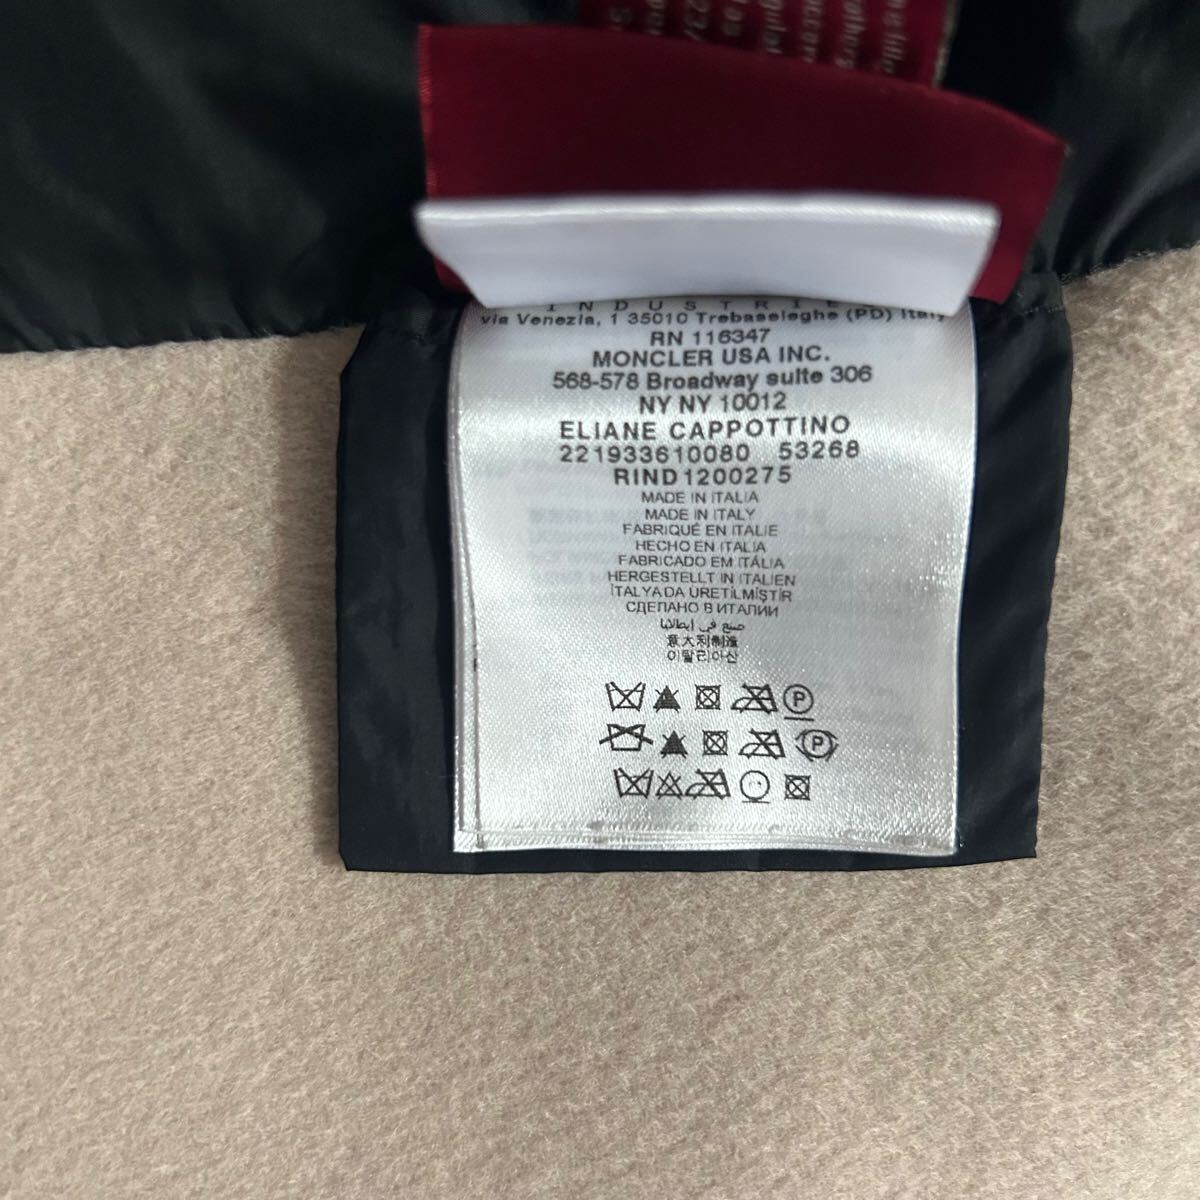 INDUSTRIES
via Venezia, 1 35010 Trebaseleghe (PD) Italy
RN 116347
MONCLER USA INC.
568-578 Broadway suite 306
NY NY 10012
ELIANE CAPPOTTINO
221933610080 53268
RIND1200275
MADE IN ITALIA
MADE IN ITALY
FABRIQUÉ EN ITALIE
HECHO EN ITALIA
FABRICADO EM ITÁLIA
HERGESTELLT IN ITALIEN
İTALYA DA ÜRETİLMİŞTİR
СДЕЛАНО В ИТАЛИИ
صنع في ايطاليا
意大利制造
이탈리아산
P
P